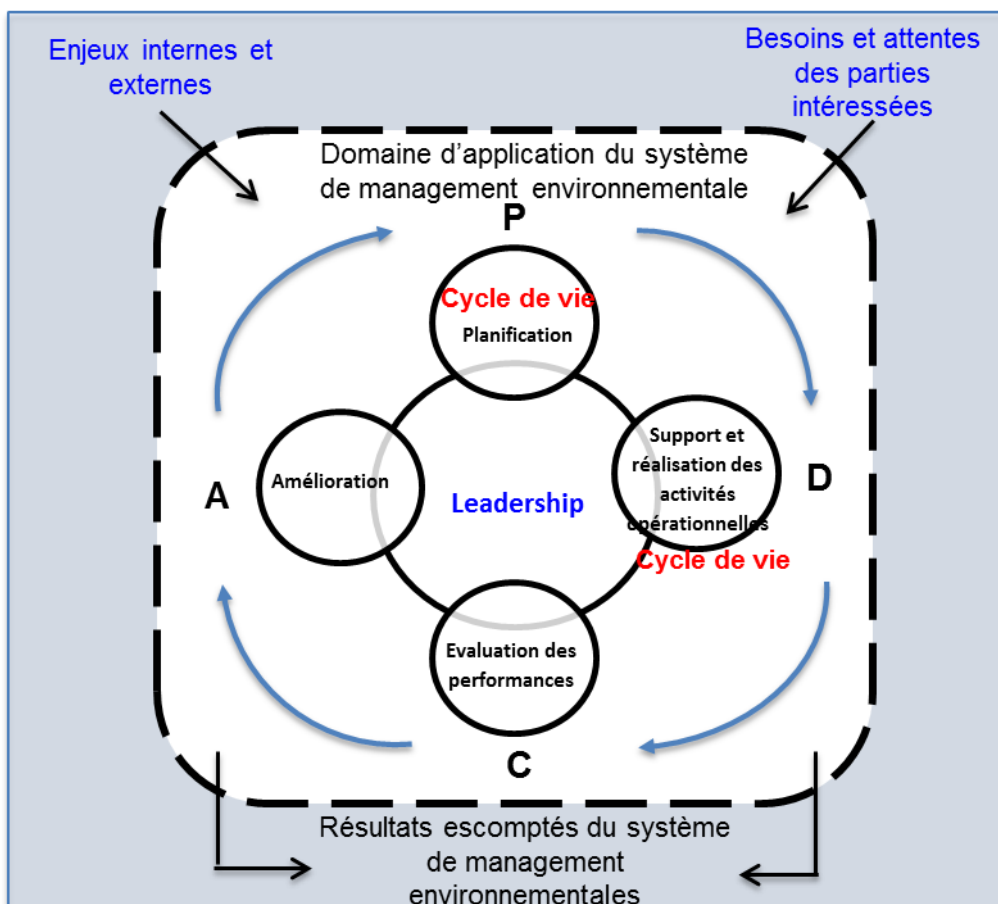 Enjeux internes et
externes
Besoins et attentes
des parties
intéressées
Domaine d'application du système
de management environnementale
P
Cycle de vie
Planification
Support et
réalisation des
activités
opérationnelles
Cycle de vie
D
A
Amélioration
Leadership
Evaluation des
performances
C
Résultats escomptés du système
de management
environnementales